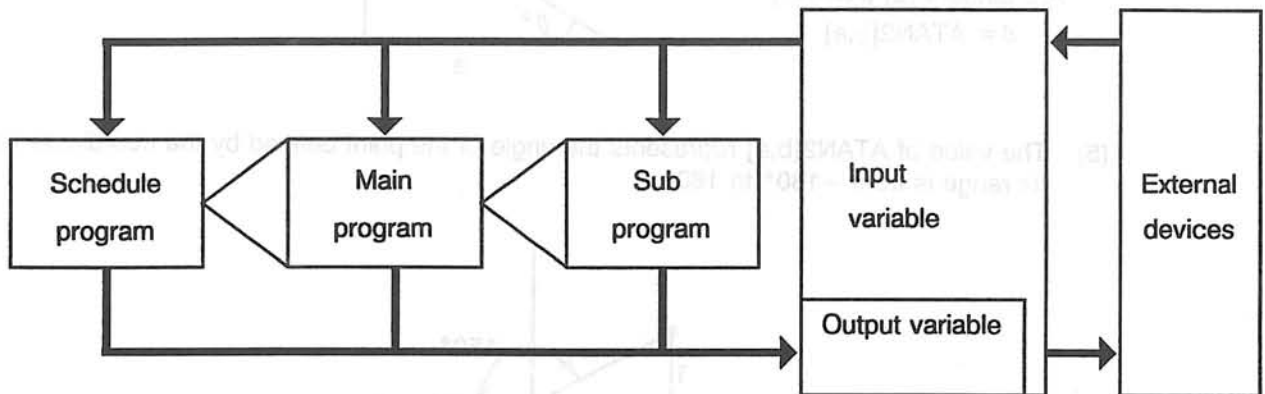 Schedule
program
Main
program
Sub
program
Input
variable
External
devices
Output variable